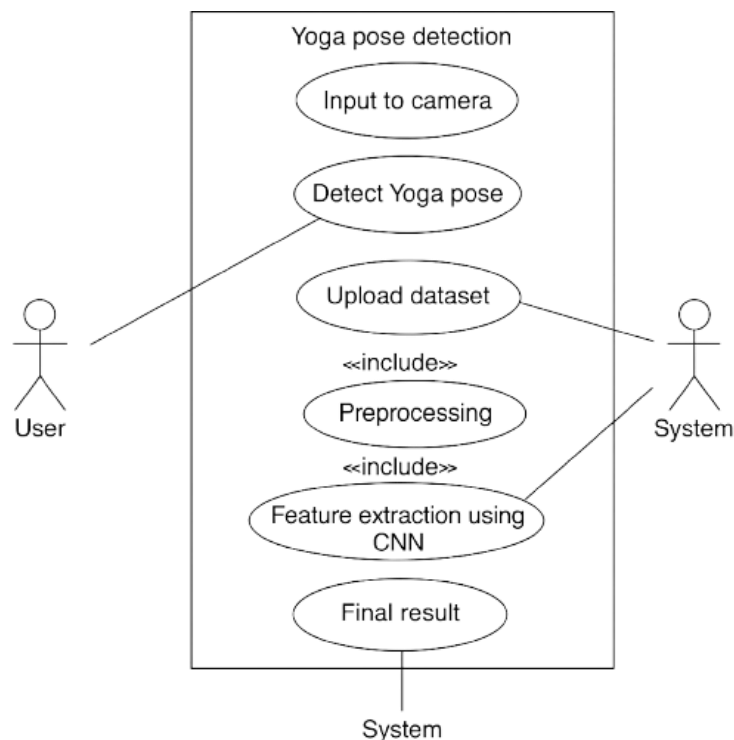 Yoga pose detection
Input to camera
Detect Yoga pose
Upload dataset
<<include>>
Preprocessing
<<include>>
Feature extraction using
CNN
Final result
User
System
System